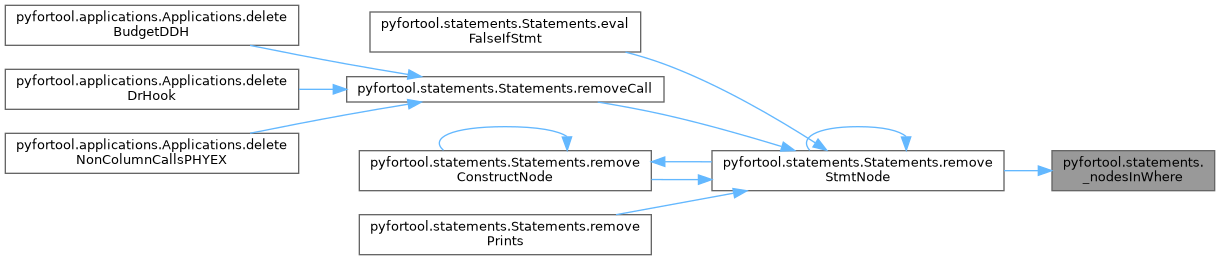 pyfortool.applications.Applications.delete
BudgetDDH
pyfortool.applications.Applications.delete
DrHook
pyfortool.applications.Applications.delete
NonColumnCallsPHYEX
pyfortool.statements.Statements.eval
FalseIfStmt
pyfortool.statements.Statements.removeCall
pyfortool.statements.Statements.remove
ConstructNode
pyfortool.statements.Statements.remove
Prints
pyfortool.statements.Statements.remove
StmtNode
pyfortool.statements.
_nodesInWhere